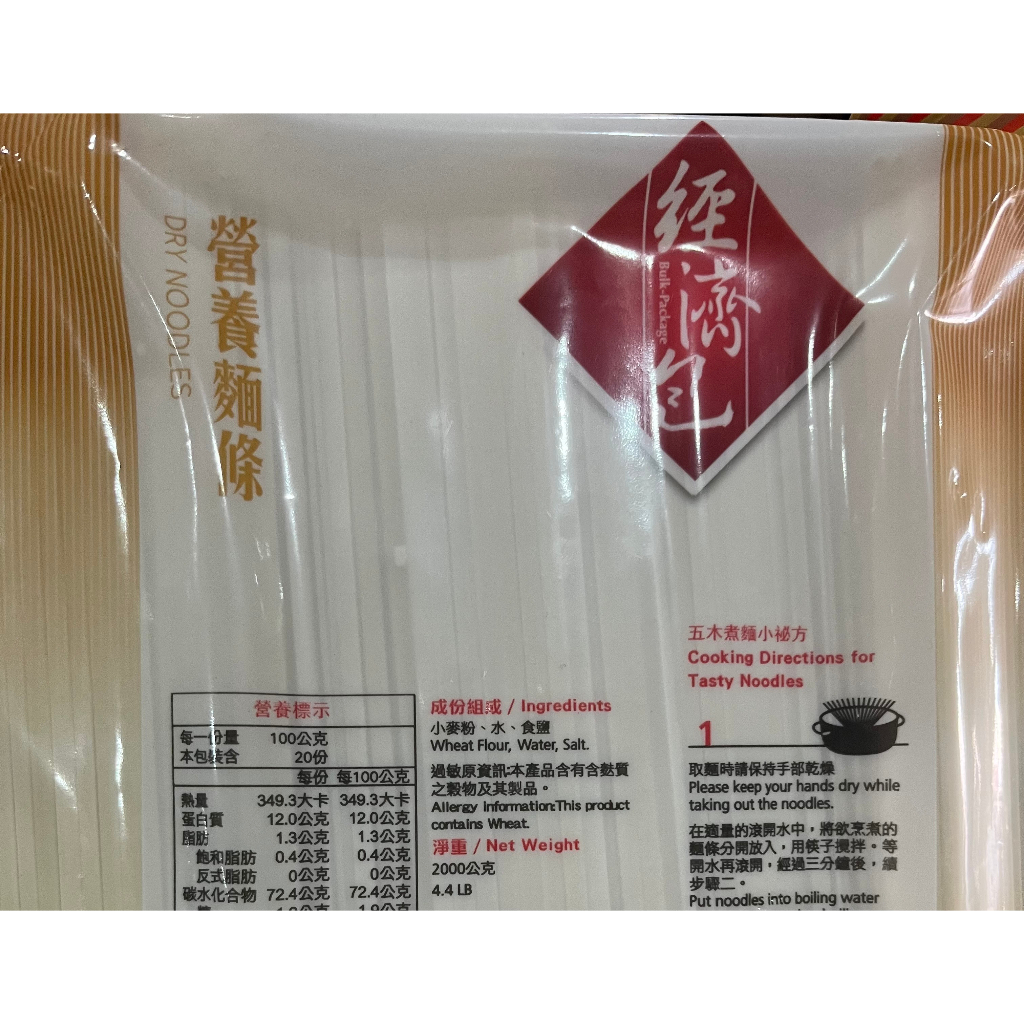 經濟包
Bulk-Package
營養麵條
DRY NOODLES
營養標示
每一份量 100公克
本包裝含 20份
每份 每100公克
熱量 349.3大卡 349.3大卡
蛋白質 12.0公克 12.0公克
脂肪 1.3公克 1.3公克
飽和脂肪 0.4公克 0.4公克
反式脂肪 0公克 0公克
碳水化合物 72.4公克 72.4公克
成份組成 / Ingredients
小麥粉、水、食鹽
Wheat Flour, Water, Salt.
過敏原資訊:本產品含有含麩質
之穀物及其製品。
Allergy information:This product
contains Wheat.
淨重 / Net Weight
2000公克
4.4 LB
五木煮麵小祕方
Cooking Directions for
Tasty Noodles
1
取麵時請保持手部乾燥
Please keep your hands dry while
taking out the noodles.
在適量的滾開水中，將欲烹煮的
麵條分開放入，用筷子攪拌。等
開水再滾開，經過三分鐘後，續
步驟二。
Put noodles into boiling water